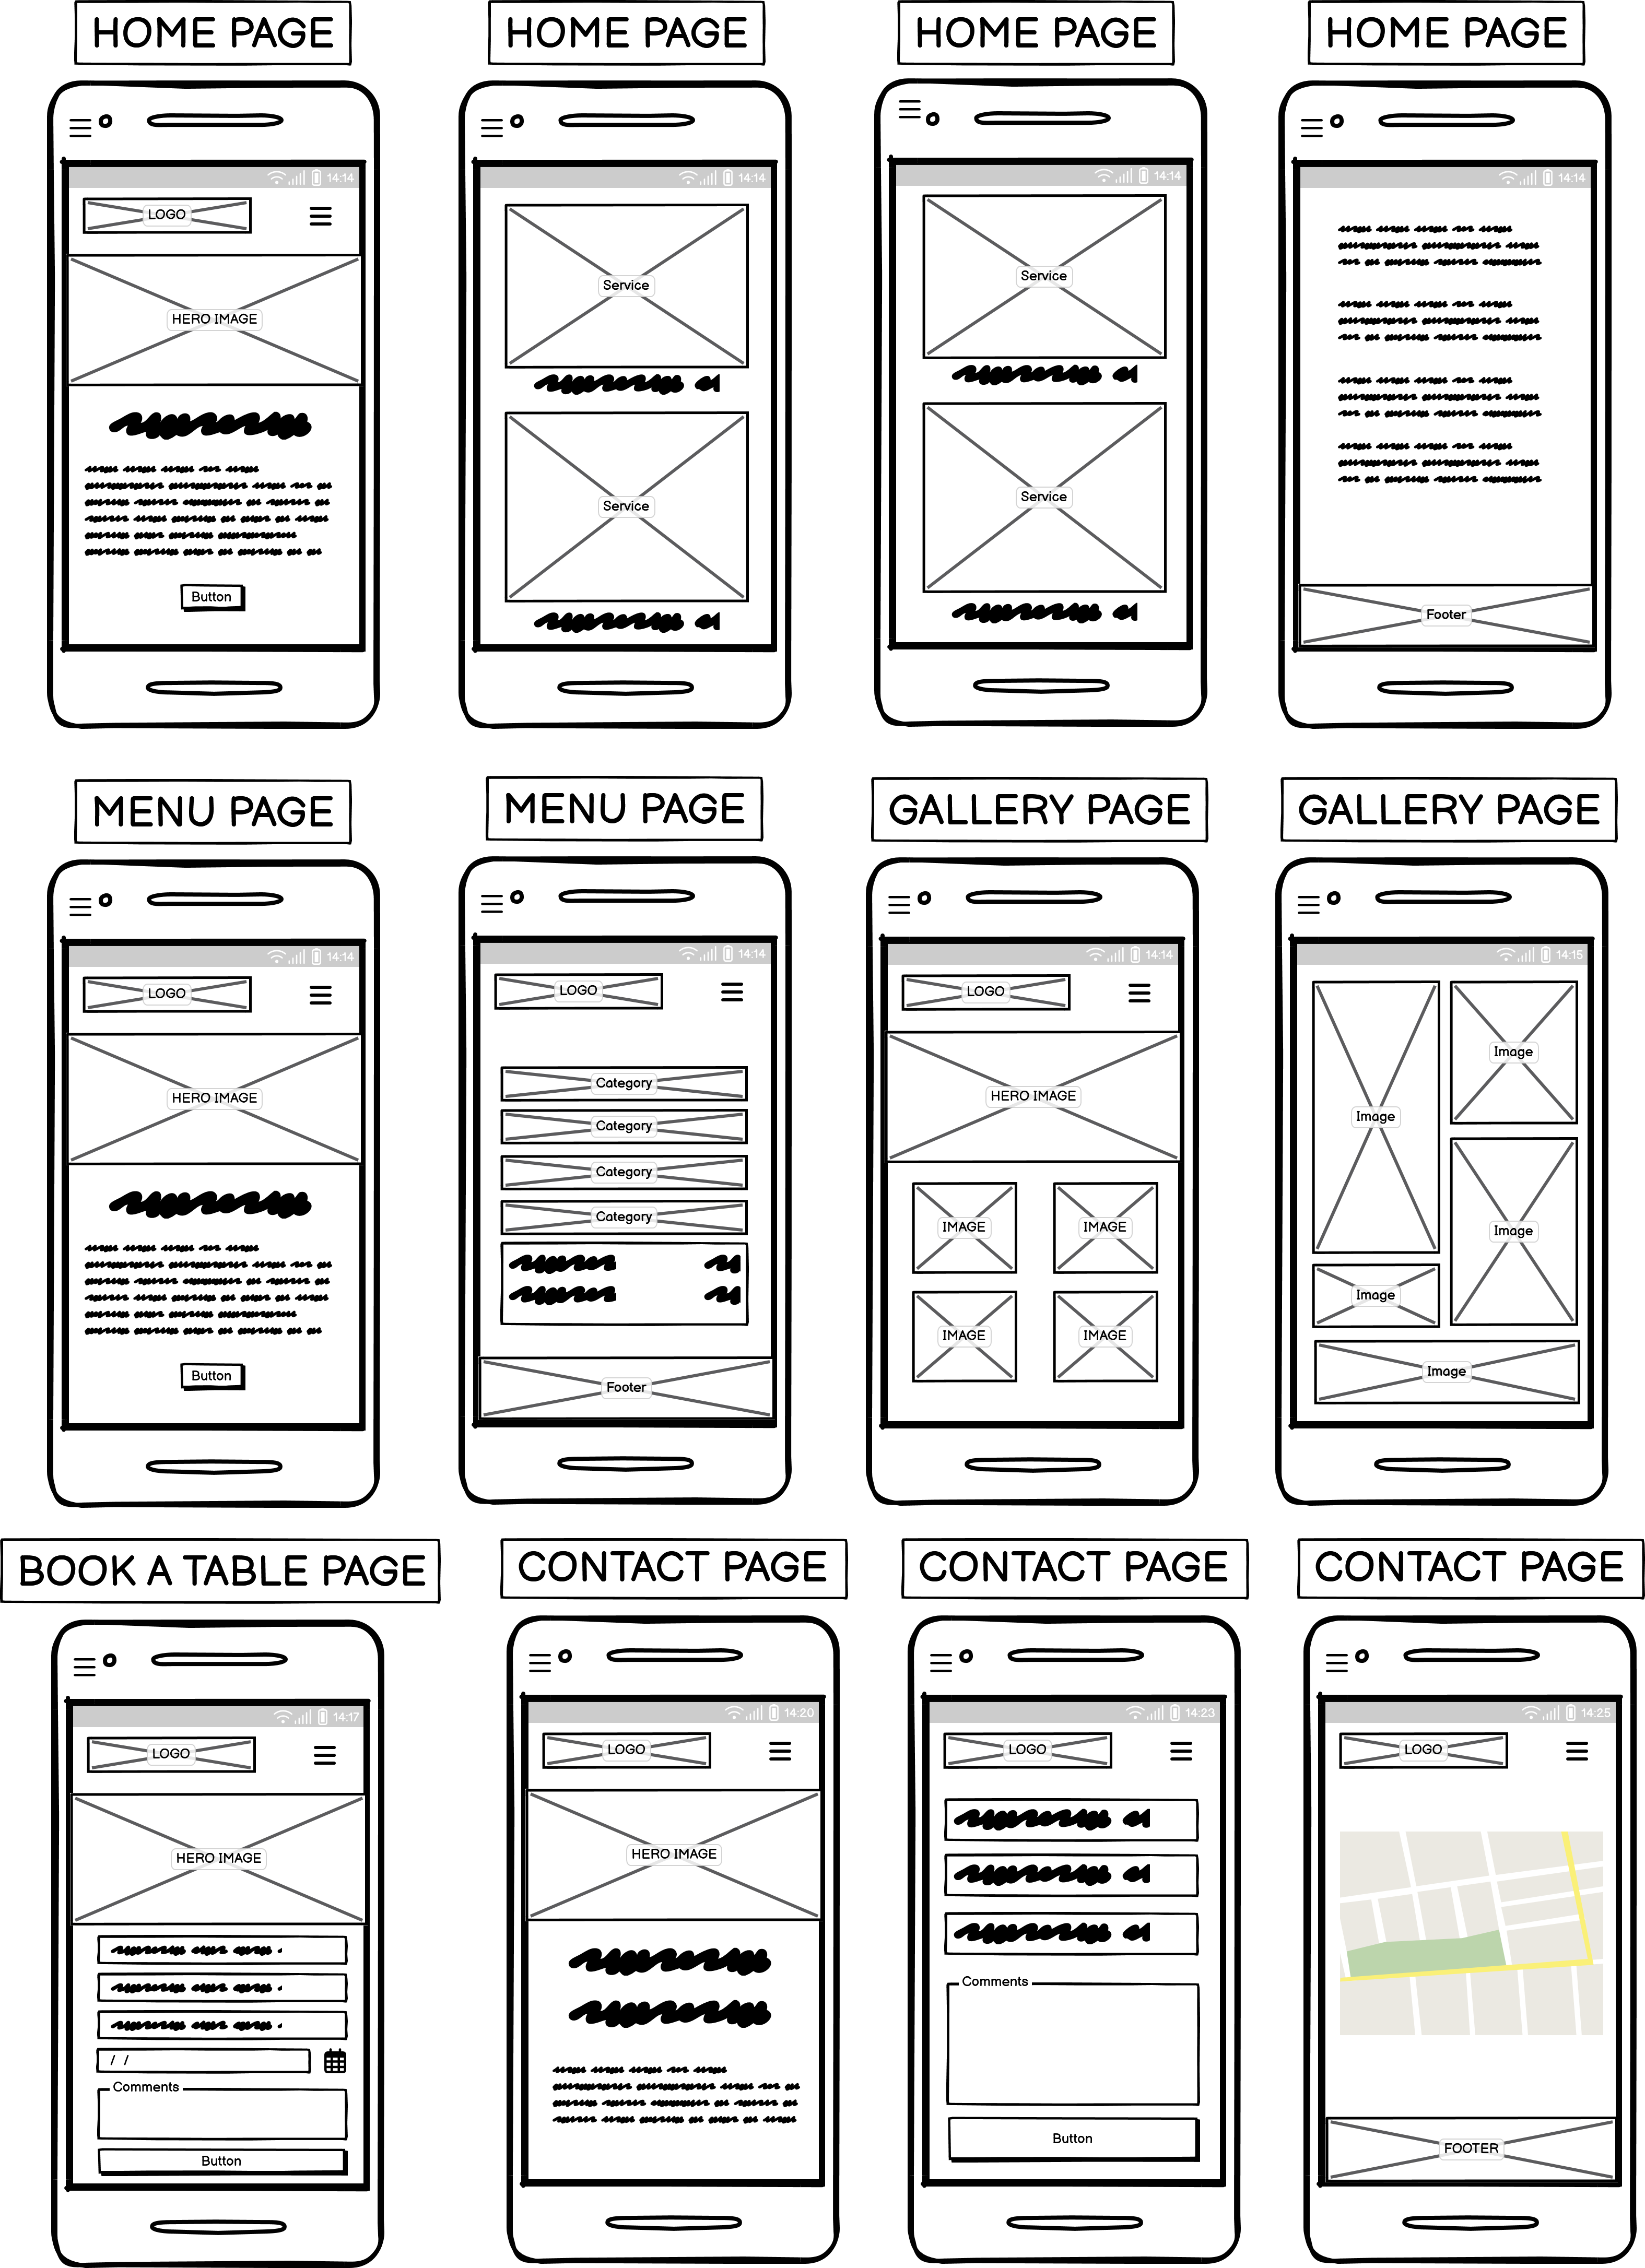 HOME PAGE
HOME PAGE
HOME PAGE
HOME PAGE
14:14
LOGO
HERO IMAGE
Button
14:14
Service
Service
14:14
Service
Service
14:14
Footer
MENU PAGE
MENU PAGE
GALLERY PAGE
GALLERY PAGE
14:14
LOGO
HERO IMAGE
Button
14:14
LOGO
Category
Category
Category
Category
Footer
14:14
LOGO
HERO IMAGE
IMAGE
IMAGE
IMAGE
IMAGE
14:15
Image
Image
Image
Image
Image
BOOK A TABLE PAGE
CONTACT PAGE
CONTACT PAGE
CONTACT PAGE
14:17
LOGO
HERO IMAGE
/ /
Comments
Button
14:20
LOGO
HERO IMAGE
14:23
LOGO
Comments
Button
14:25
LOGO
FOOTER